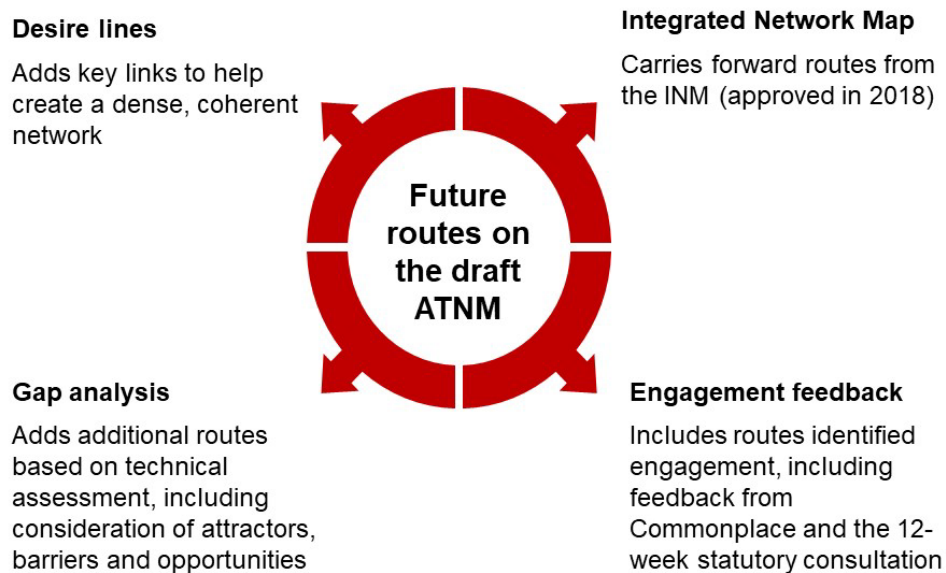 Desire lines
Adds key links to help
create a dense, coherent
network
Integrated Network Map
Carries forward routes from
the INM (approved in 2018)
Future
routes on
the draft
ATNM
Gap analysis
Adds additional routes
based on technical
assessment, including
consideration of attractors,
barriers and opportunities
Engagement feedback
Includes routes identified
engagement, including
feedback from
Commonplace and the 12-
week statutory consultation